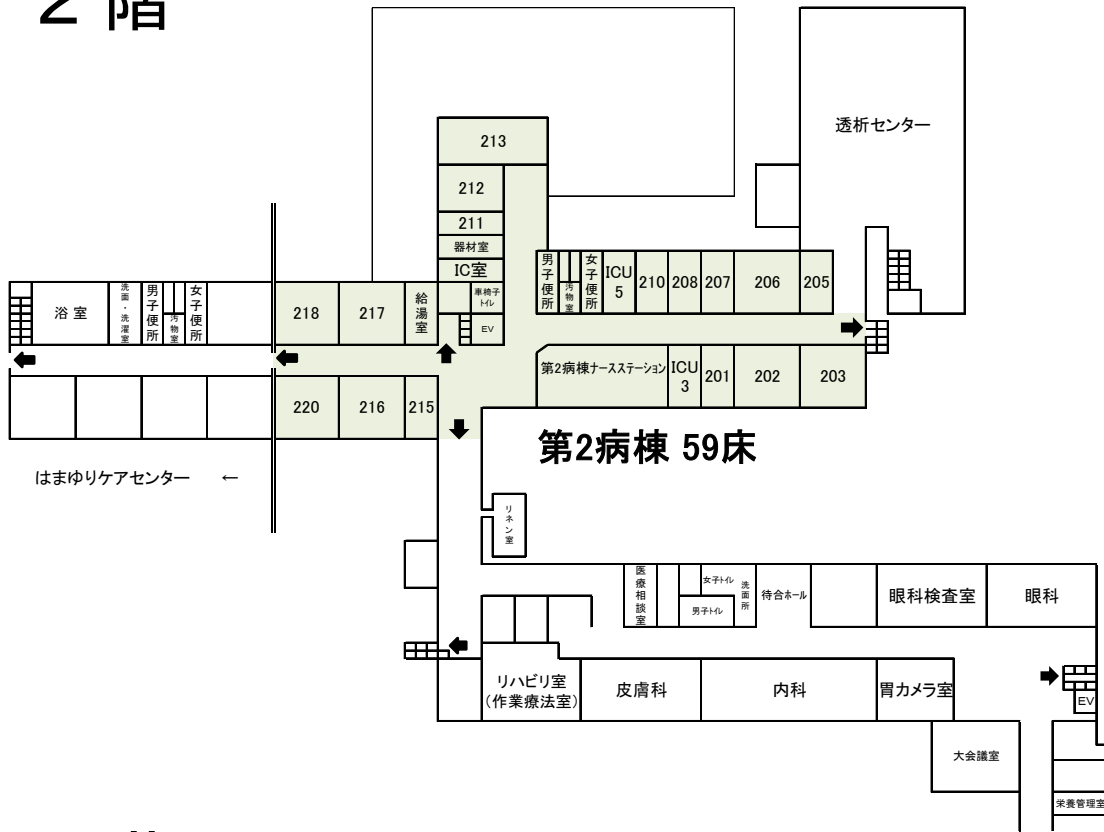 2 階
透析センター
213
212
211
器材室
IC室
車椅子
トイレ
EV
男子便所
汚物室
女子便所
ICU
5
210
208
207
206
205
浴 室
洗面・洗濯室
男子便所
汚物室
女子便所
218
217
給湯室
第2病棟ナースステーション
ICU
3
201
202
203
220
216
215
第2病棟 59床
はまゆりケアセンター ←
リネン室
医療相談室
女子トイレ
男子トイレ
洗面所
待合ホール
眼科検査室
眼科
リハビリ室
(作業療法室)
皮膚科
内科
胃カメラ室
EV
大会議室
栄養管理室